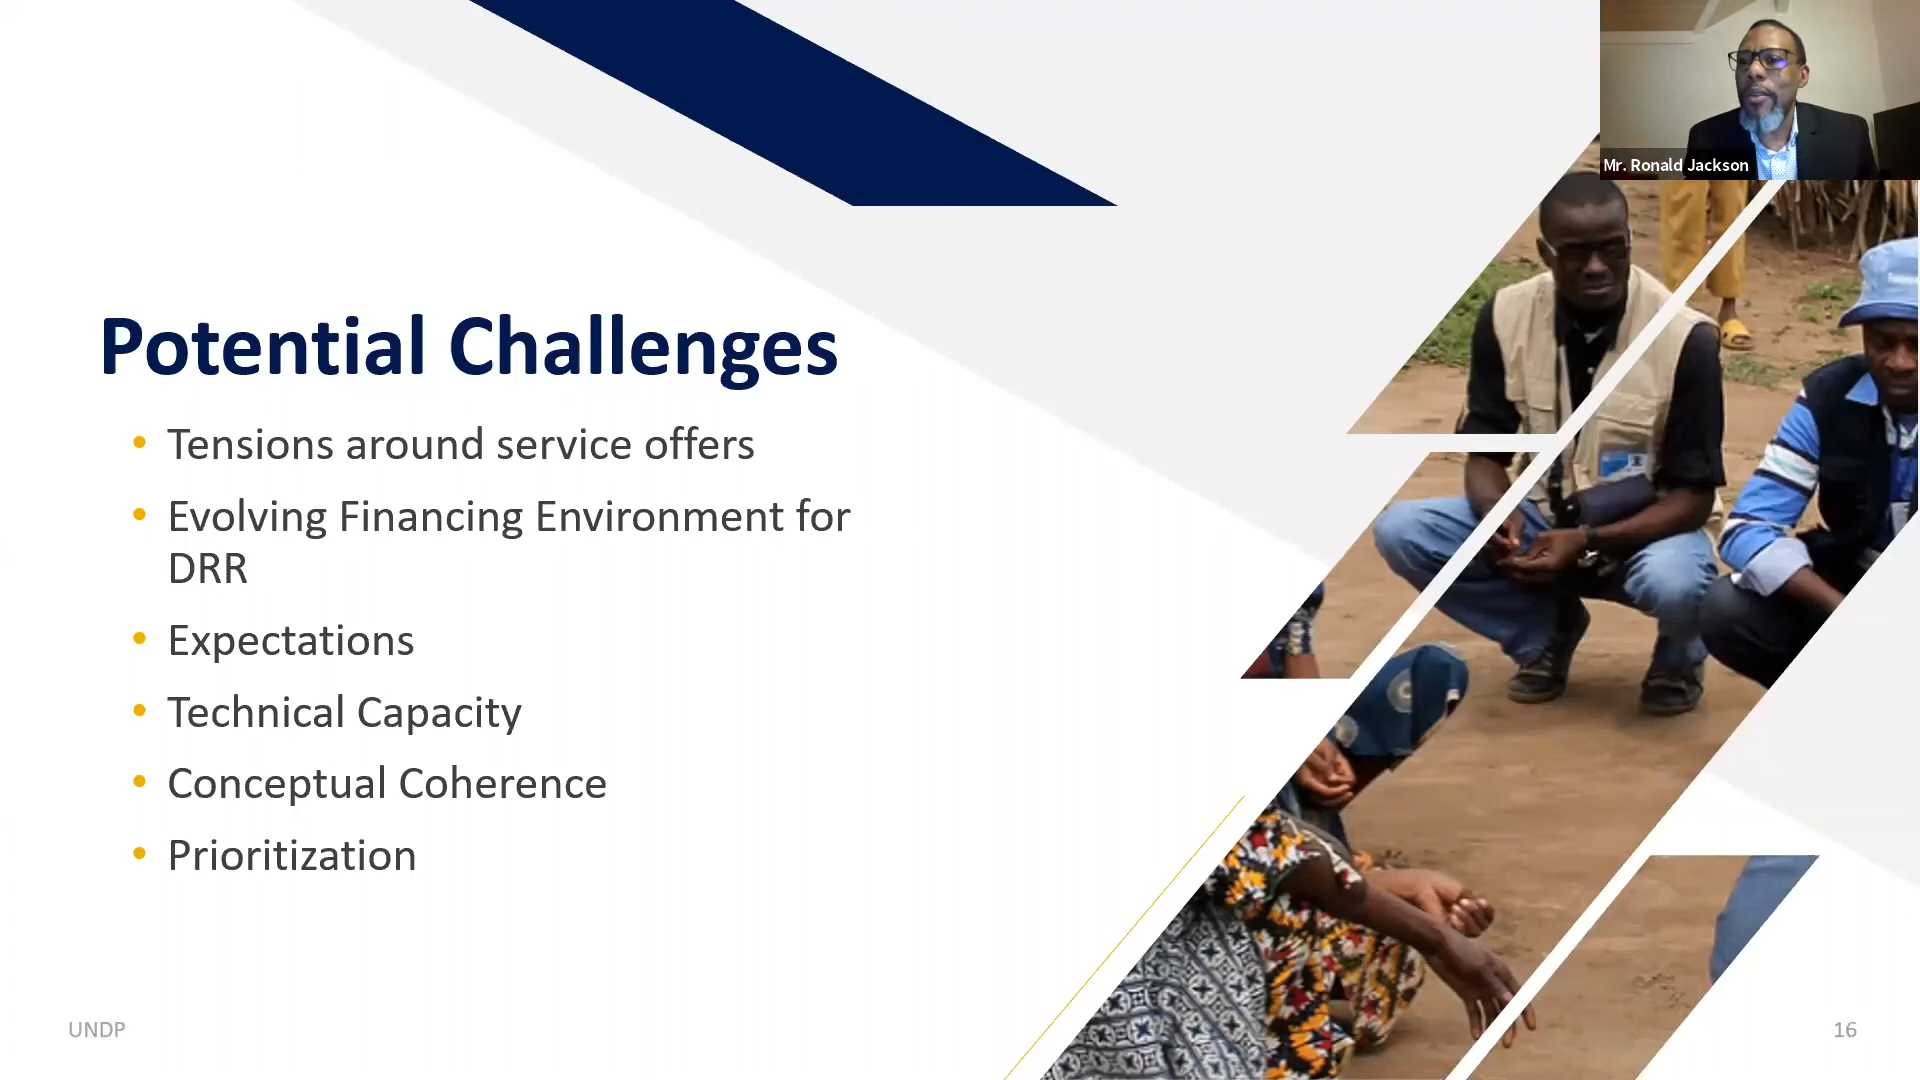 Mr. Ronald Jackson
Potential Challenges
• Tensions around service offers
• Evolving Financing Environment for
DRR
• Expectations
• Technical Capacity
• Conceptual Coherence
• Prioritization
UNDP
16